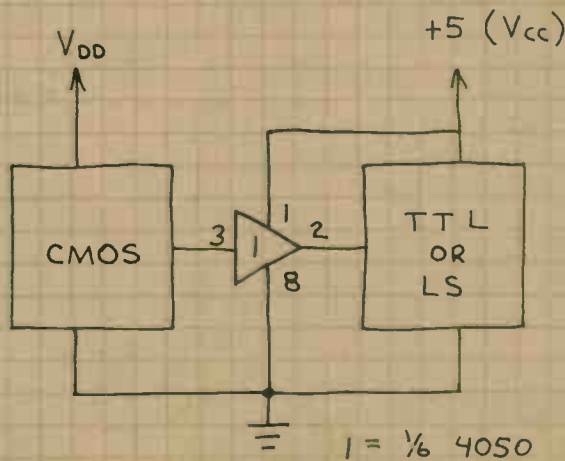 +5 (VCC)
VDD
CMOS
3
1
1
2
8
TTL
OR
LS
1 = 1/6 4050